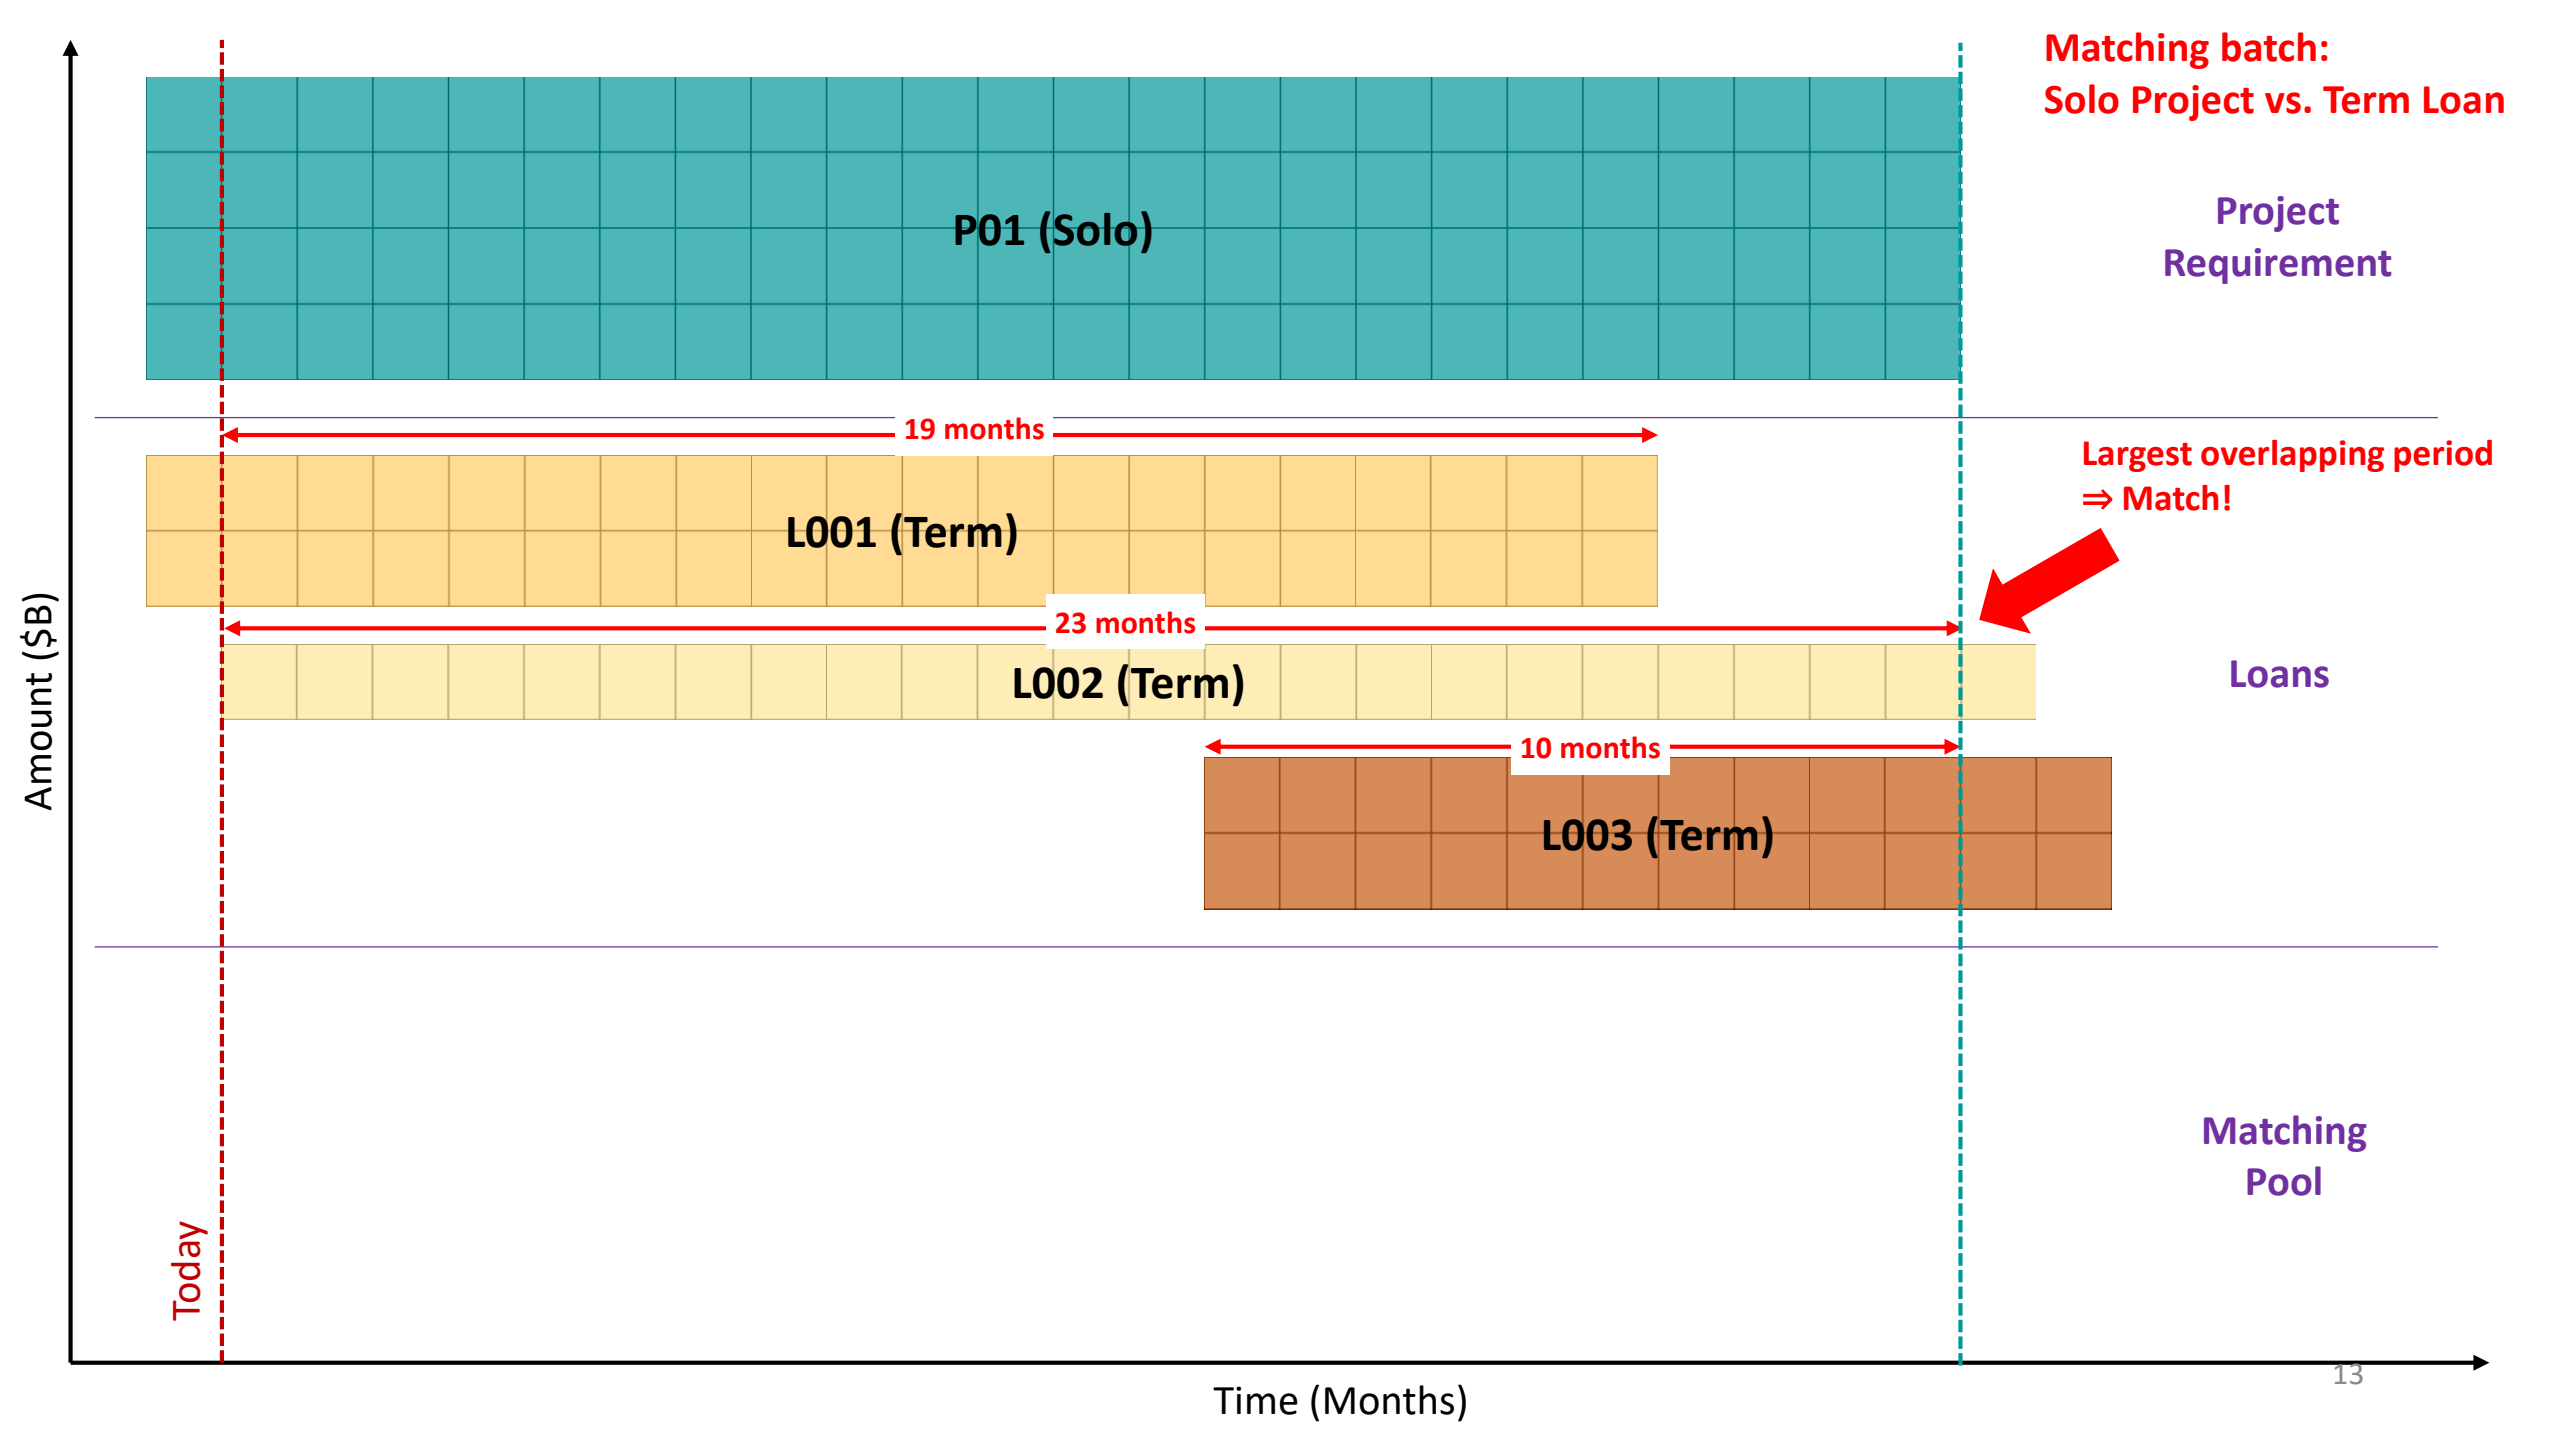 Matching batch:
Solo Project vs. Term Loan
P01 (Solo)
Project
Requirement
19 months
Largest overlapping period
⇒ Match!
L001 (Term)
23 months
L002 (Term)
Loans
10 months
L003 (Term)
Amount ($B)
Matching
Pool
Today
13
Time (Months)